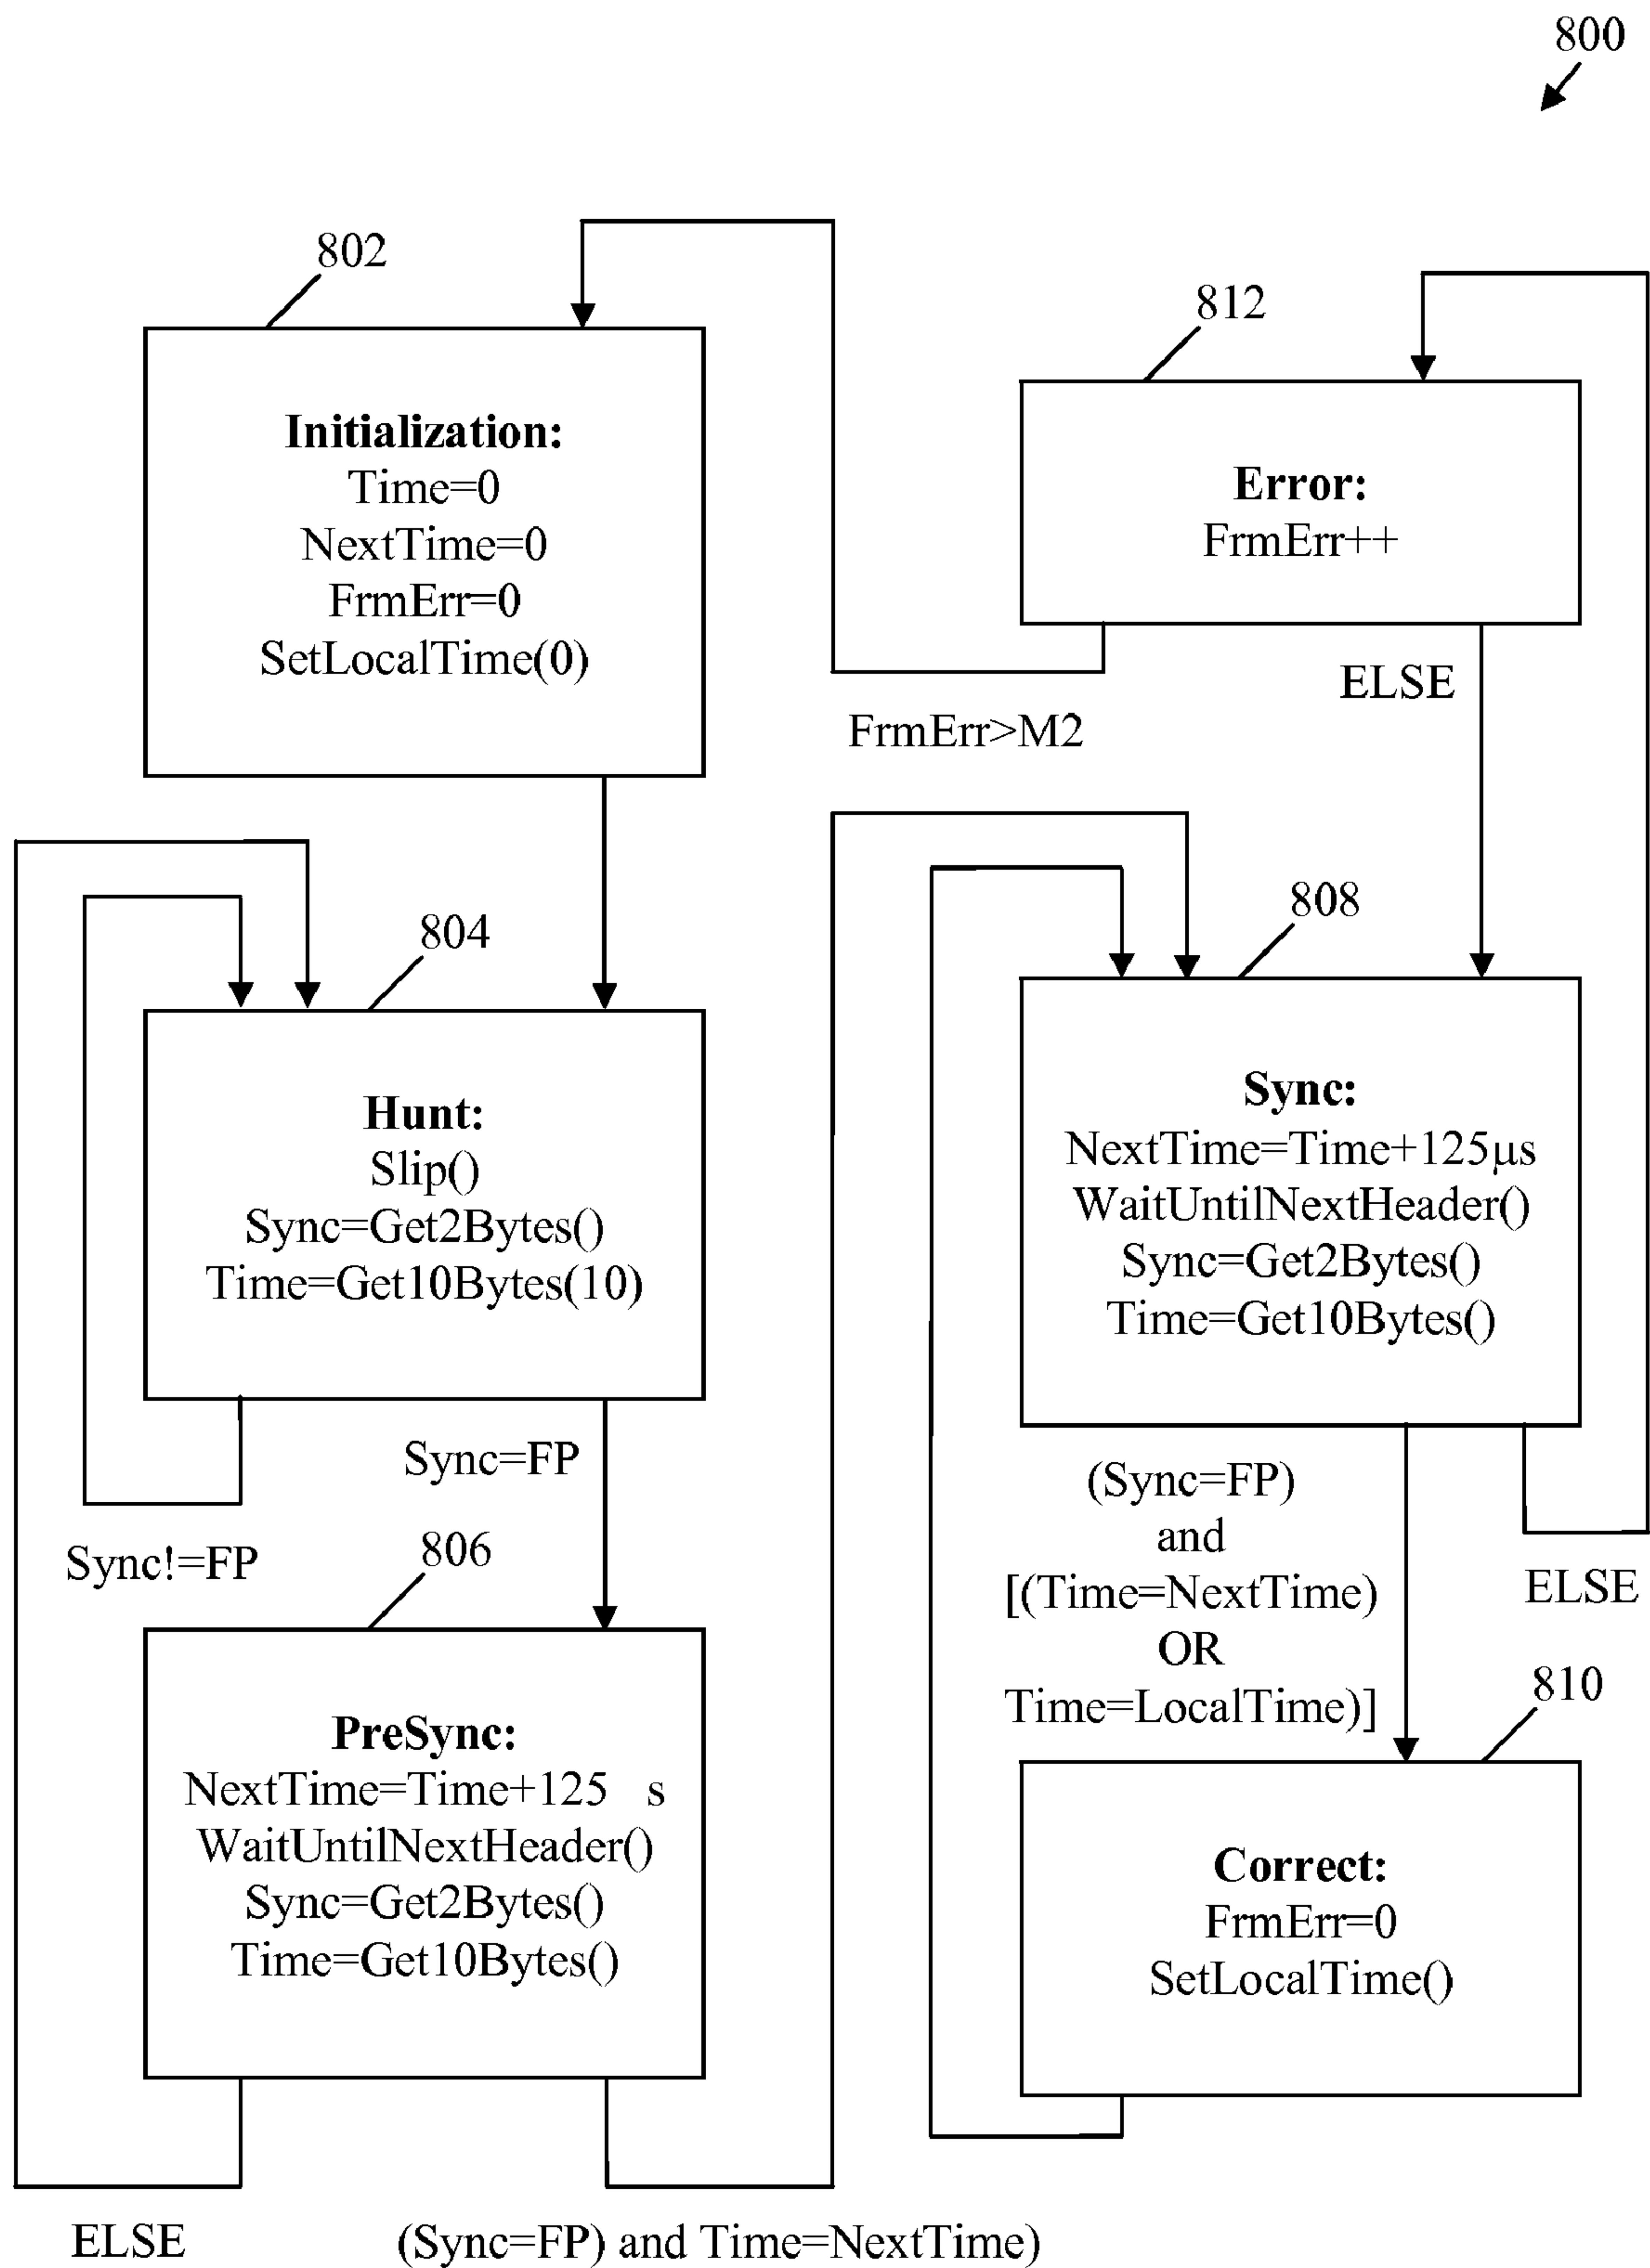 800
802
Initialization:
Time=0
NextTime=0
FrmErr=0
SetLocalTime(0)
812
Error:
FrmErr++
FrmErr>M2
ELSE
804
Hunt:
Slip()
Sync=Get2Bytes()
Time=Get10Bytes(10)
Sync!=FP
Sync=FP
806
PreSync:
NextTime=Time+125 s
WaitUntilNextHeader()
Sync=Get2Bytes()
Time=Get10Bytes()
ELSE
(Sync=FP) and Time=NextTime)
808
Sync:
NextTime=Time+125μs
WaitUntilNextHeader()
Sync=Get2Bytes()
Time=Get10Bytes()
(Sync=FP)
and
[(Time=NextTime)
OR
Time=LocalTime)]
ELSE
810
Correct:
FrmErr=0
SetLocalTime()